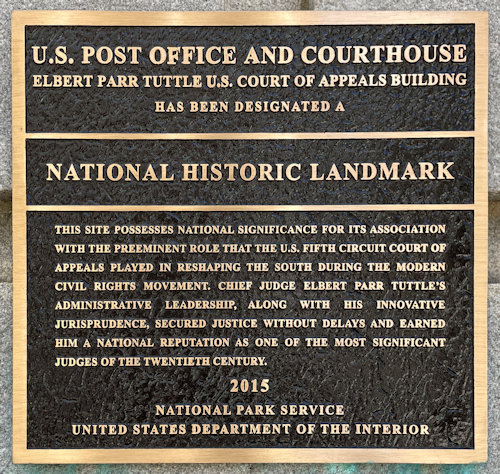 U.S. POST OFFICE AND COURTHOUSE
ELBERT PARR TUTTLE U.S. COURT OF APPEALS BUILDING
HAS BEEN DESIGNATED A
NATIONAL HISTORIC LANDMARK
THIS SITE POSSESSES NATIONAL SIGNIFICANCE FOR ITS ASSOCIATION
WITH THE PREEMINENT ROLE THAT THE U.S. FIFTH CIRCUIT COURT OF
APPEALS PLAYED IN RESHAPING THE SOUTH DURING THE MODERN
CIVIL RIGHTS MOVEMENT. CHIEF JUDGE ELBERT PARR TUTTLE'S
ADMINISTRATIVE LEADERSHIP, ALONG WITH HIS INNOVATIVE
JURISPRUDENCE, SECURED JUSTICE WITHOUT DELAYS AND EARNED
HIM A NATIONAL REPUTATION AS ONE OF THE MOST SIGNIFICANT
JUDGES OF THE TWENTIETH CENTURY.
2015
NATIONAL PARK SERVICE
UNITED STATES DEPARTMENT OF THE INTERIOR